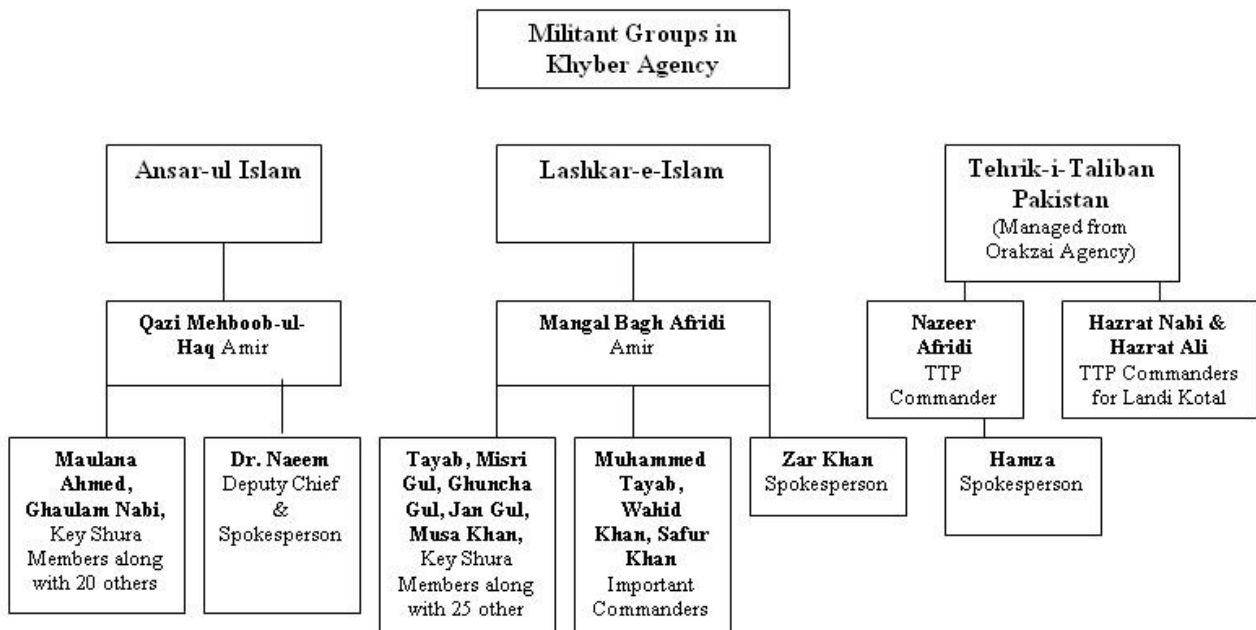 Militant Groups in
Khyber Agency
Ansar-ul Islam
Lashkar-e-Islam
Tehrik-i-Taliban
Pakistan
(Managed from
Orakzai Agency)
Qazi Mehboob-ul-
Haq Amir
Mangal Bagh Afridi
Amir
Nazeer
Afridi
TTP
Commander
Hazrat Nabi &
Hazrat Ali
TTP Commanders
for Landi Kotal
Maulana
Ahmed,
Ghaulam Nabi,
Key Shura
Members along
with 20 others
Dr. Naeem
Deputy Chief
&
Spokesperson
Tayab, Misri
Gul, Ghuncha
Gul, Jan Gul,
Musa Khan,
Key Shura
Members along
with 25 other
Muhammed
Tayab,
Wahid
Khan, Safur
Khan
Important
Commanders
Zar Khan
Spokesperson
Hamza
Spokesperson